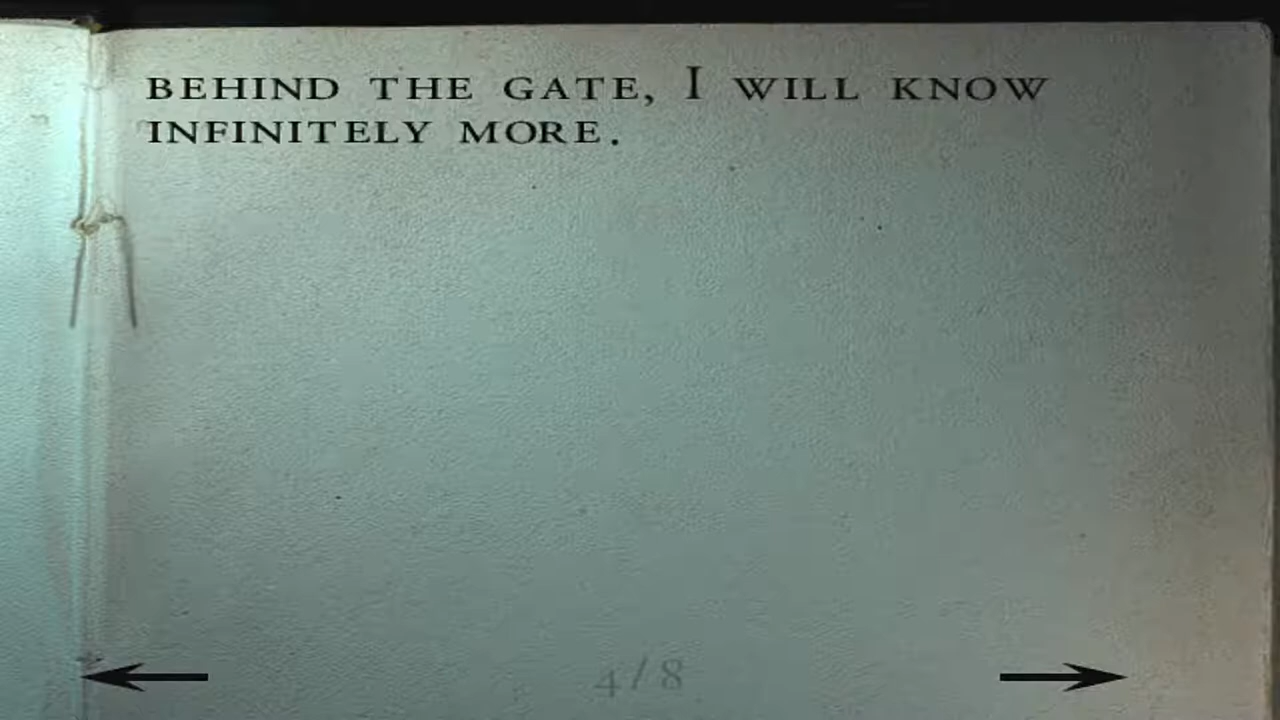 BEHIND THE GATE, I WILL KNOW
INFINITELY MORE.
4/8